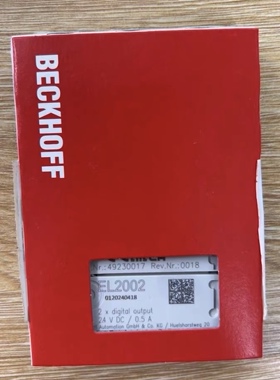 BECKHOFF
Nr.:49230017 Rev.Nr.:0018
EL2002
0120240418
2 x digital output
24 V DC / 0.5 A
Automation GmbH & Co. KG / Huelshorstweg 20